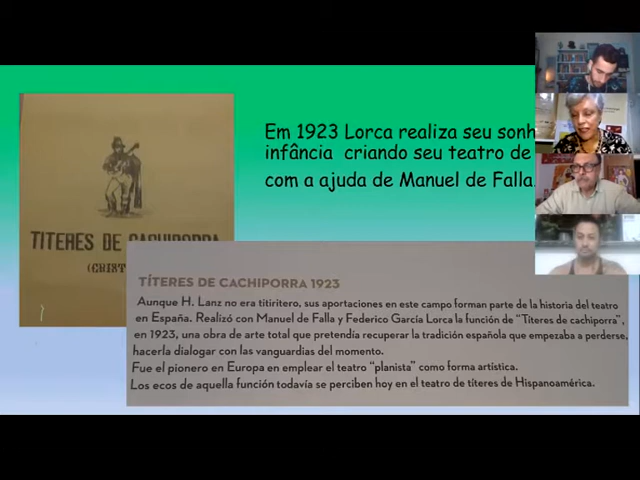 Em 1923 Lorca realiza seu
infância criando seu teatro de
com a ajuda de Manuel de Falla
TITERES DE CACHIPORRA
TÍTERES DE CACHIPORRA 1923
Aunque H. Lanz no era titiritero, sus aportaciones en este campo forman parte de la historia del teatro
en España. Realizó con Manuel de Falla y Federico García Lorca la función de “Títeres de cachiporra”,
en 1923, una obra de arte total que pretendía recuperar la tradición española que empezaba a perderse,
hacerla dialogar con las vanguardias del momento.
Fue el pionero en Europa en emplear el teatro “planista” como forma artística.
Los ecos de aquella función todavía se perciben hoy en el teatro de títeres de Hispanoamérica.